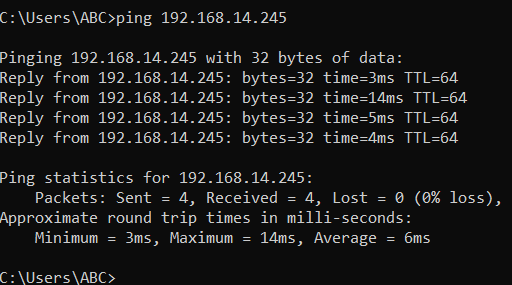 C:\Users\ABC>ping 192.168.14.245
Pinging 192.168.14.245 with 32 bytes of data:
Reply from 192.168.14.245: bytes=32 time=3ms TTL=64
Reply from 192.168.14.245: bytes=32 time=14ms TTL=64
Reply from 192.168.14.245: bytes=32 time=5ms TTL=64
Reply from 192.168.14.245: bytes=32 time=4ms TTL=64
Ping statistics for 192.168.14.245:
    Packets: Sent = 4, Received = 4, Lost = 0 (0% loss),
Approximate round trip times in milli-seconds:
    Minimum = 3ms, Maximum = 14ms, Average = 6ms
C:\Users\ABC>